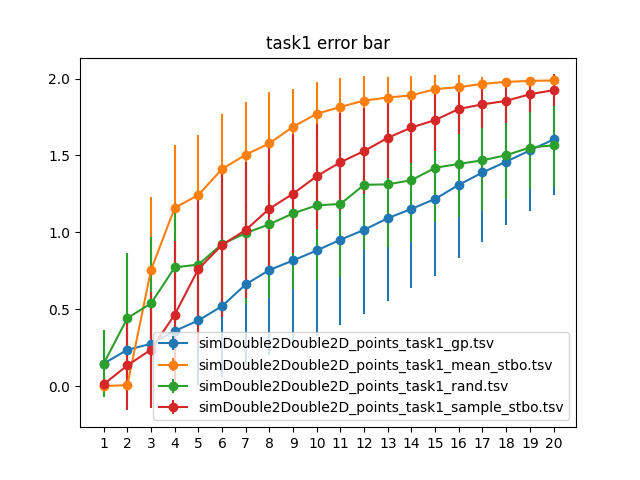 task1 error bar
2.0
1.5
1.0
0.5
0.0
simDouble2Double2D_points_task1_gp.tsv
simDouble2Double2D_points_task1_mean_stbo.tsv
simDouble2Double2D_points_task1_rand.tsv
simDouble2Double2D_points_task1_sample_stbo.tsv
1 2 3 4 5 6 7 8 9 10 11 12 13 14 15 16 17 18 19 20